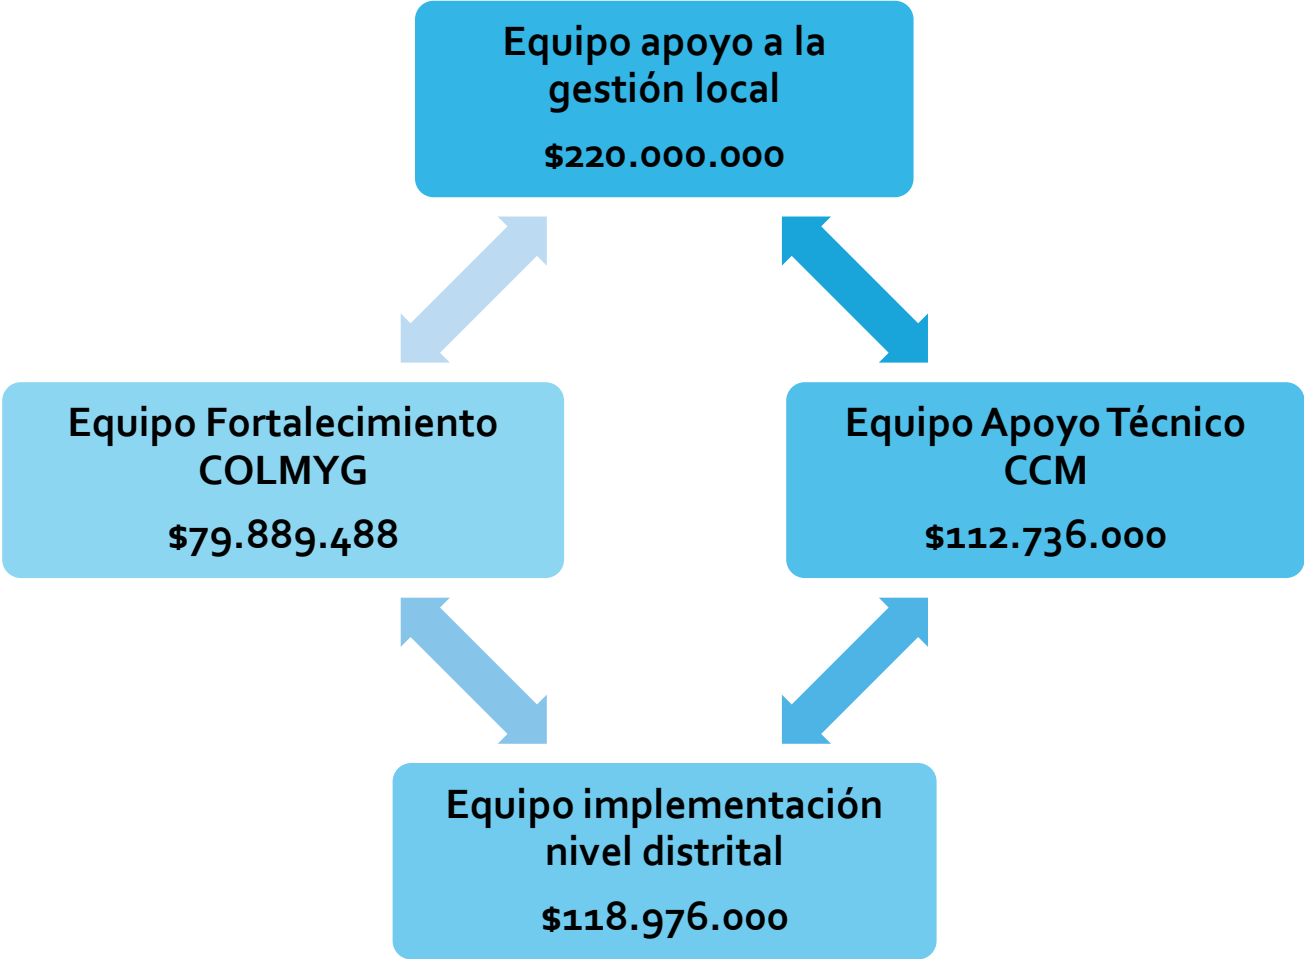 Equipo apoyo a la
gestión local
$220.000.000
Equipo Fortalecimiento
COLMYG
$79.889.488
Equipo Apoyo Técnico
CCM
$112.736.000
Equipo implementación
nivel distrital
$118.976.000